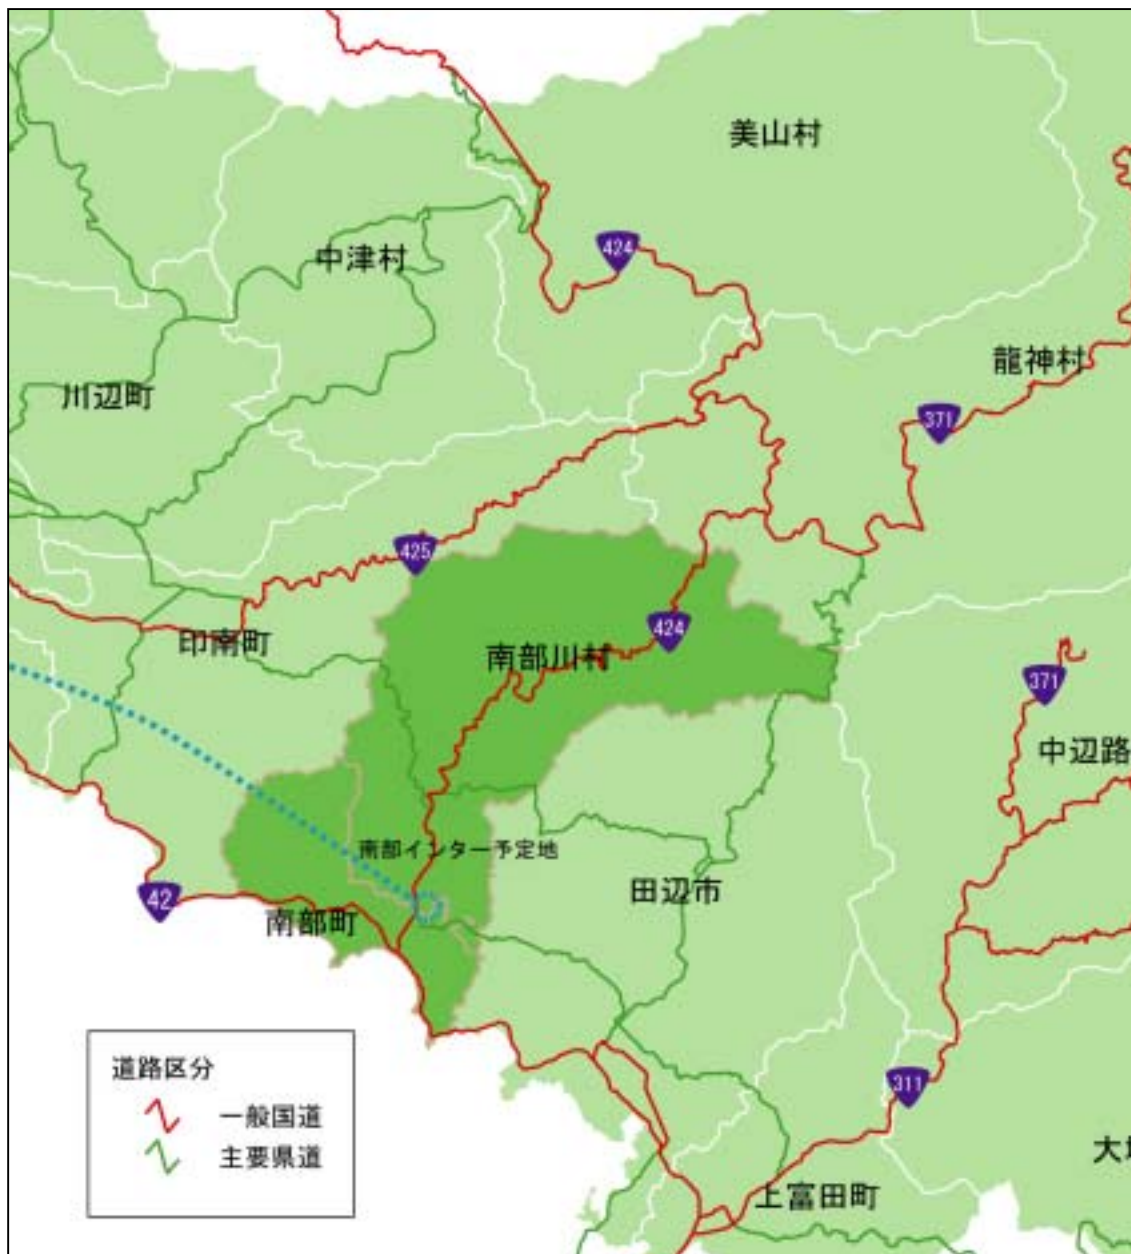 美山村
中津村
424
龍神村
川辺町
371
425
424
印南町
南部川村
371
中辺路
南部インター予定地
田辺市
42
南部町
道路区分
311
一般国道
主要県道
大
上富田町